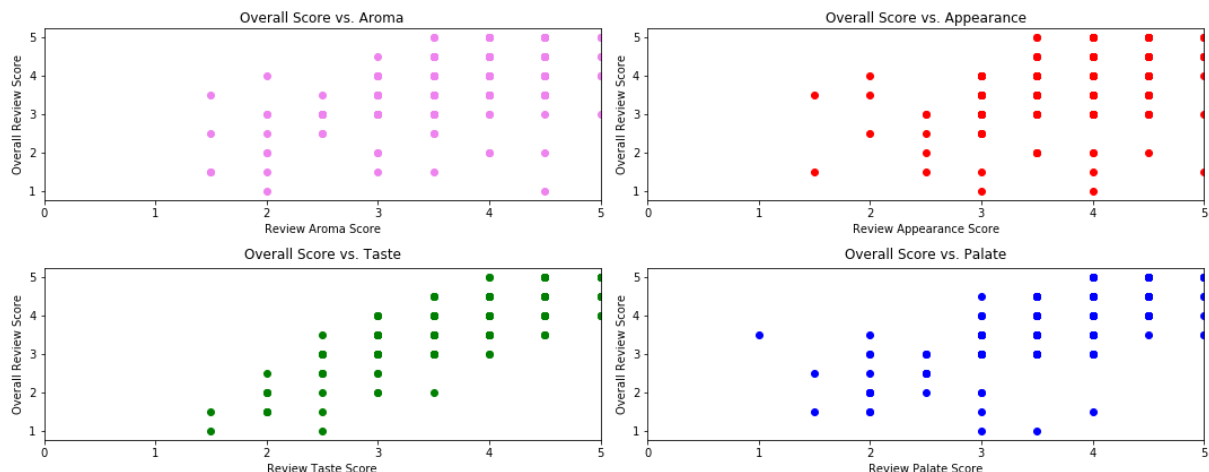 Overall Score vs. Aroma
Overall Review Score
5
4
3
2
1
0 1 2 3 4 5
Review Aroma Score
Overall Score vs. Appearance
Overall Review Score
5
4
3
2
1
0 1 2 3 4 5
Review Appearance Score
Overall Score vs. Taste
Overall Review Score
5
4
3
2
1
0 1 2 3 4 5
Review Taste Score
Overall Score vs. Palate
Overall Review Score
5
4
3
2
1
0 1 2 3 4 5
Review Palate Score